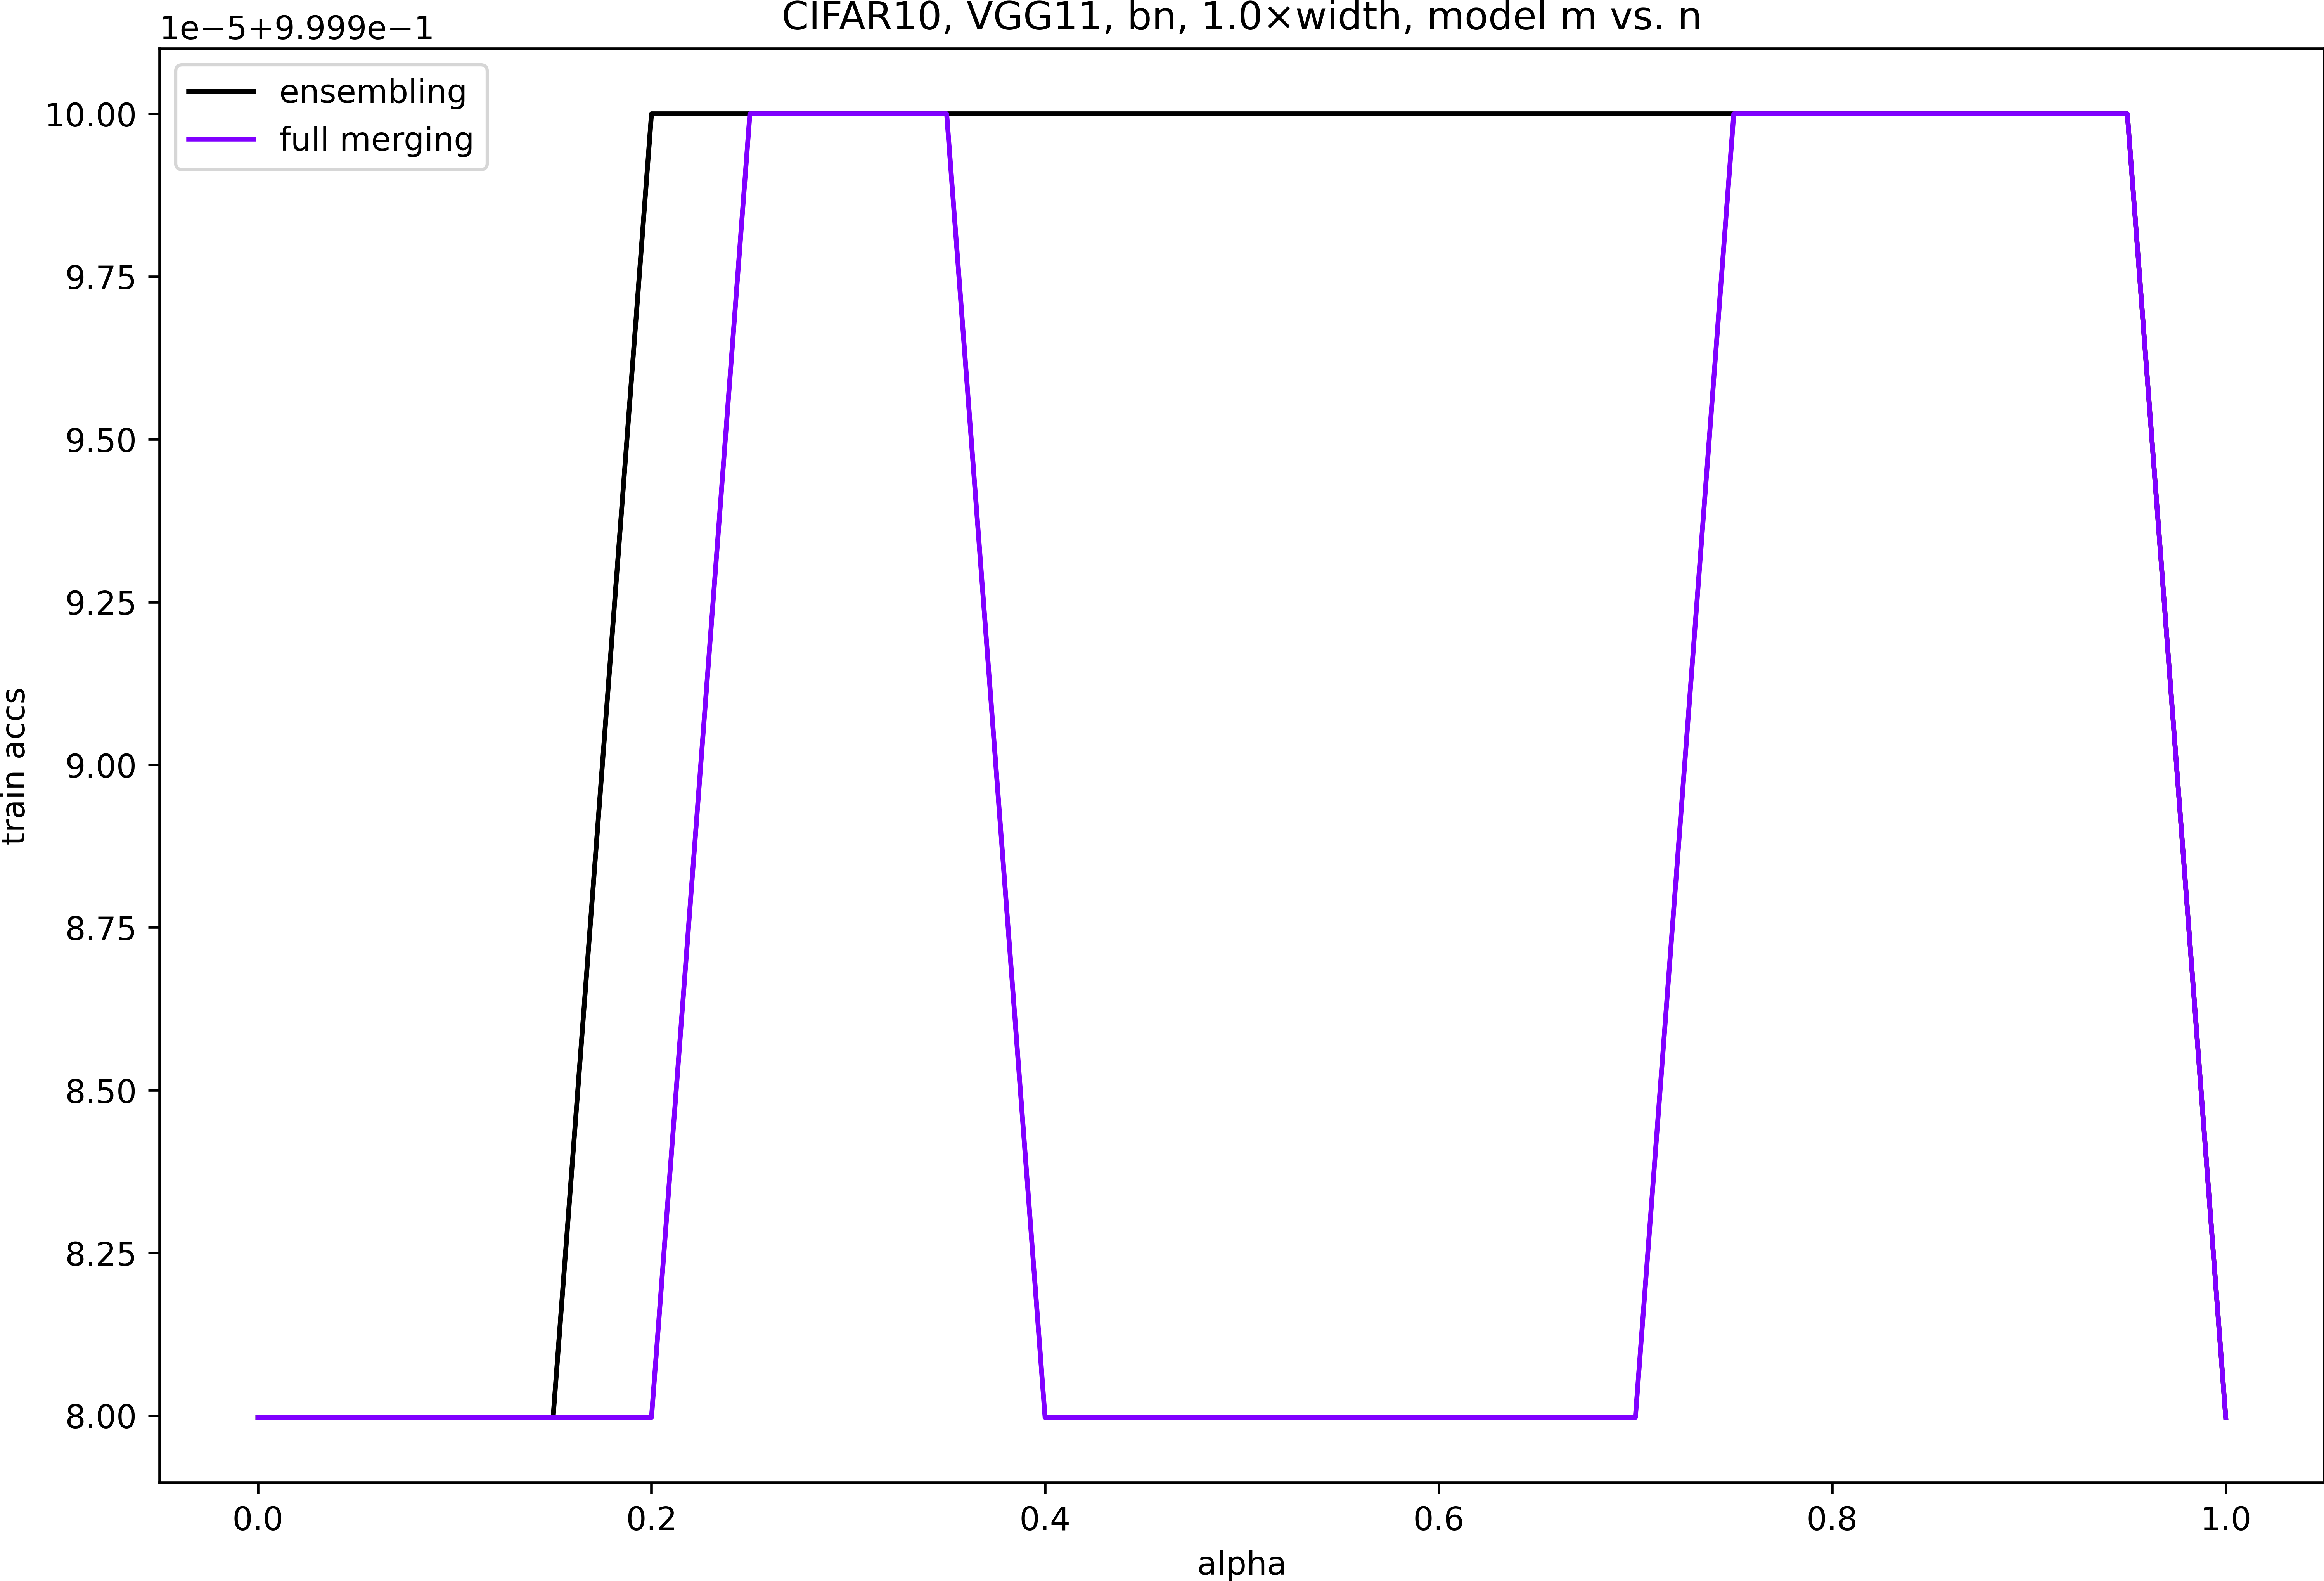 CIFAR10, VGG11, bn, 1.0×width, model m vs. n
1e−5+9.999e−1
ensembling
full merging
10.00
9.75
9.50
9.25
9.00
8.75
8.50
8.25
8.00
train accs
0.0 0.2 0.4 0.6 0.8 1.0
alpha